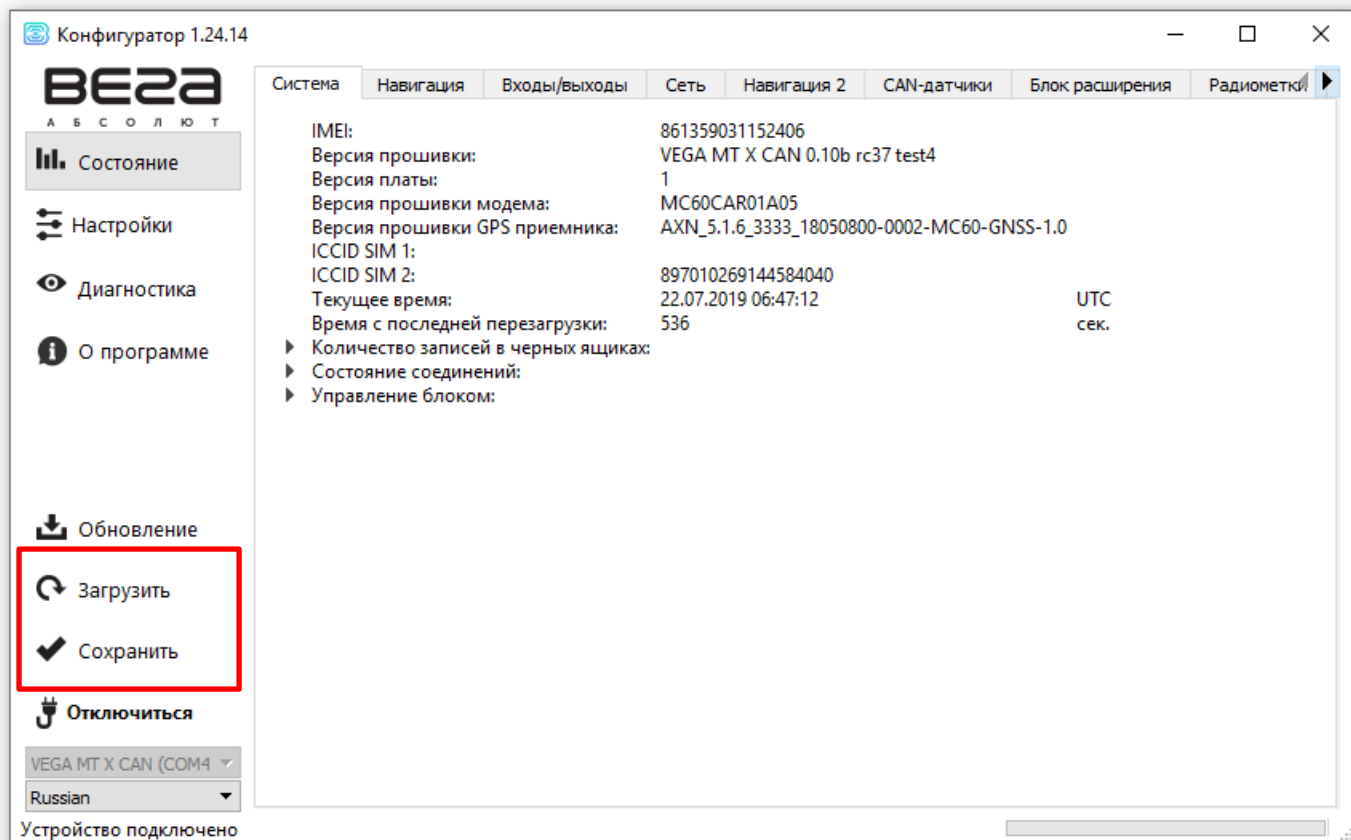 Конфигуратор 1.24.14
ВЕГА
АБСОЛЮТ
Состояние
Настройки
Диагностика
О программе
Обновление
Загрузить
Сохранить
Отключиться
VEGA MT X CAN (COM4
Russian
Устройство подключено
Система Навигация Входы/выходы Сеть Навигация 2 CAN-датчики Блок расширения Радиометки
IMEI: 861359031152406
Версия прошивки: VEGA MT X CAN 0.10b rc37 test4
Версия платы: 1
Версия прошивки модема: MC60CAR01A05
Версия прошивки GPS приемника: AXN_5.1.6_3333_18050800-0002-MC60-GNSS-1.0
ICCID SIM 1:
ICCID SIM 2: 897010269144584040
Текущее время: 22.07.2019 06:47:12 UTC
Время с последней перезагрузки: 536 сек.
Количество записей в черных ящиках:
Состояние соединений:
Управление блоком: